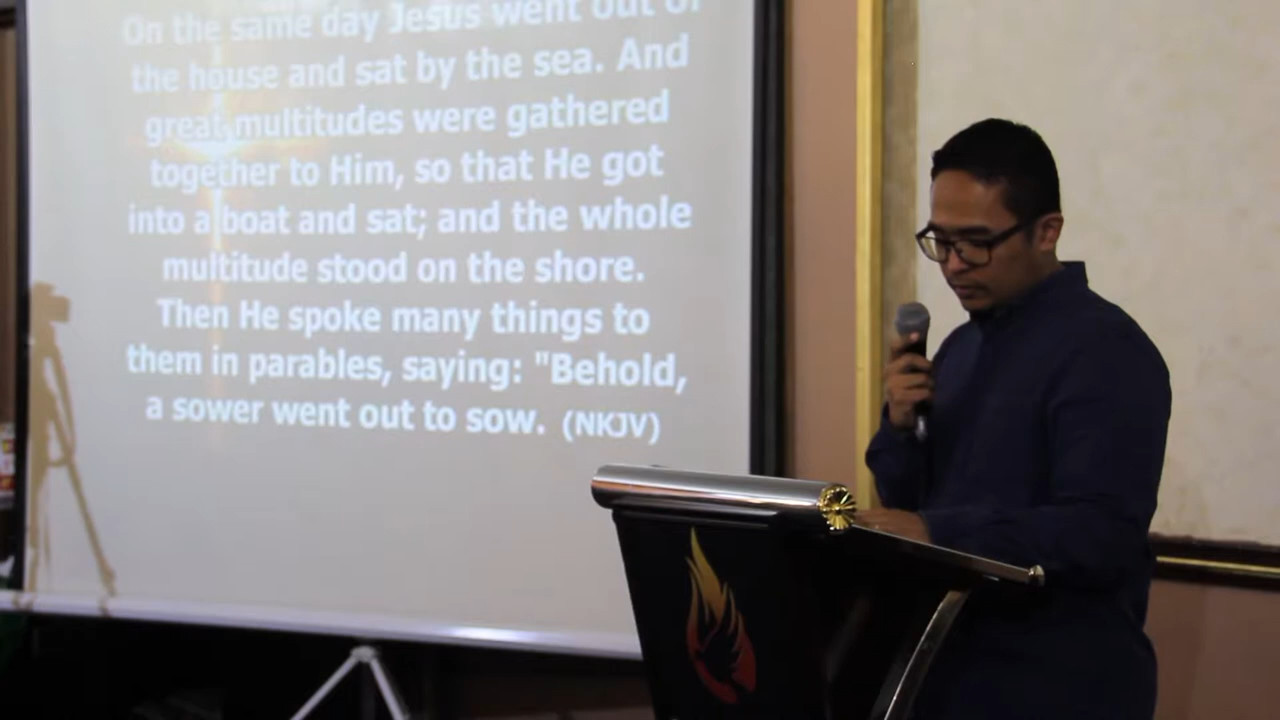 On the same day Jesus went out of
the house and sat by the sea. And
great multitudes were gathered
together to Him, so that He got
into a boat and sat; and the whole
multitude stood on the shore.
Then He spoke many things to
them in parables, saying: "Behold,
a sower went out to sow. (NKJV)